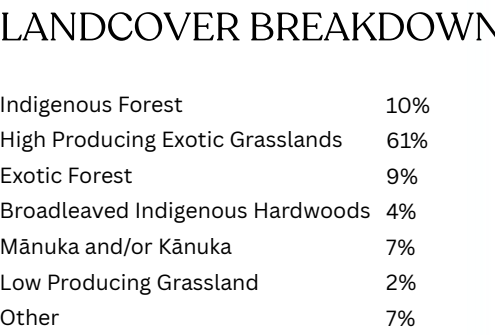 LANDCOVER BREAKDOWN
Indigenous Forest 10%
High Producing Exotic Grasslands 61%
Exotic Forest 9%
Broadleaved Indigenous Hardwoods 4%
Mānuka and/or Kānuka 7%
Low Producing Grassland 2%
Other 7%